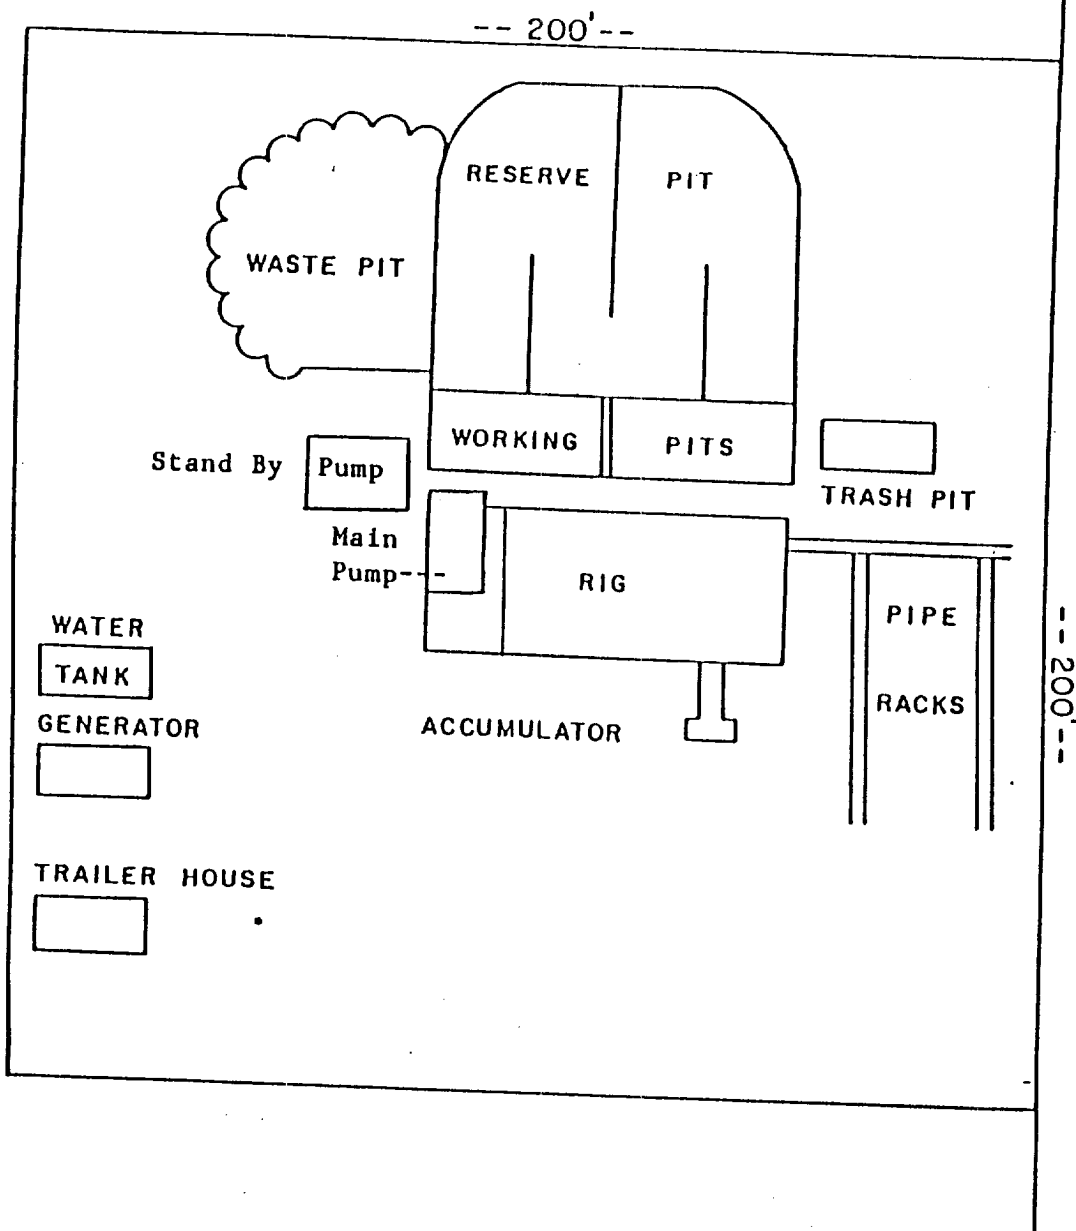 -- 200'--
RESERVE PIT
WASTE PIT
WORKING PITS
Stand By Pump
TRASH PIT
Main
Pump---
RIG
PIPE
RACKS
WATER
TANK
GENERATOR
ACCUMULATOR
TRAILER HOUSE
-- 200'--